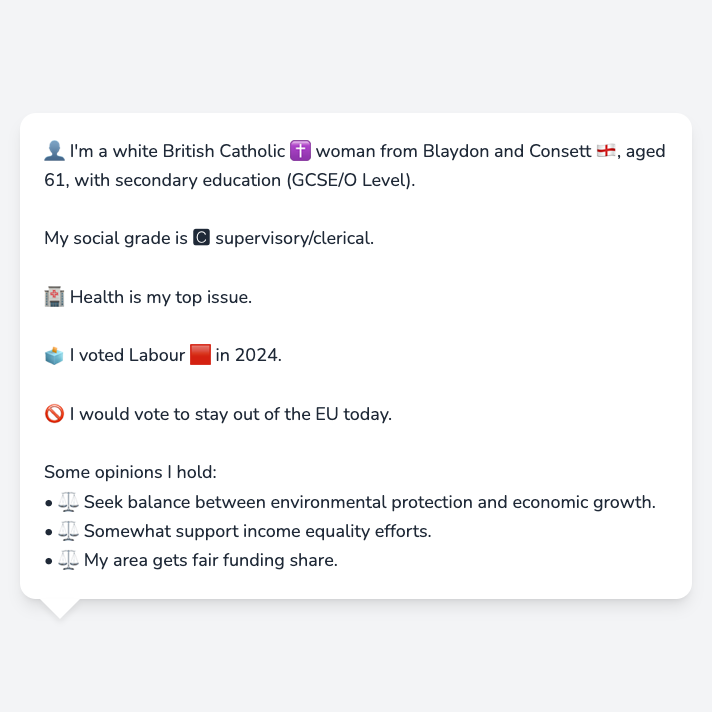 👤 I'm a white British Catholic ✝️ woman from Blaydon and Consett 🏴󠁧󠁢󠁥󠁮󠁧󠁿, aged
61, with secondary education (GCSE/O Level).
My social grade is 🅲 supervisory/clerical.
🏥 Health is my top issue.
🗳️ I voted Labour 🟥 in 2024.
🚫 I would vote to stay out of the EU today.
Some opinions I hold:
• ⚖️ Seek balance between environmental protection and economic growth.
• ⚖️ Somewhat support income equality efforts.
• ⚖️ My area gets fair funding share.